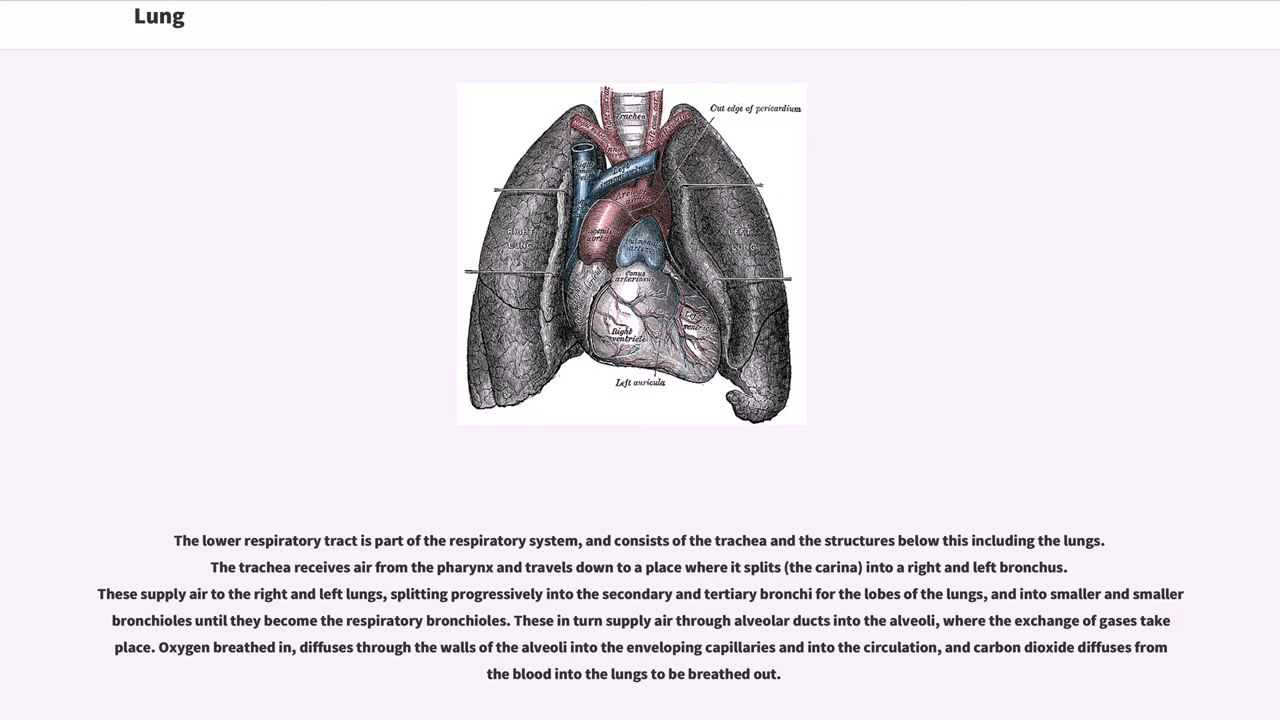 Lung
Cut edge of pericardium
Trachea
RIGHT
LUNG
LEFT
LUNG
Conus
arteriosus
Right
ventricle
Left auricula
The lower respiratory tract is part of the respiratory system, and consists of the trachea and the structures below this including the lungs.
The trachea receives air from the pharynx and travels down to a place where it splits (the carina) into a right and left bronchus.
These supply air to the right and left lungs, splitting progressively into the secondary and tertiary bronchi for the lobes of the lungs, and into smaller and smaller
bronchioles until they become the respiratory bronchioles. These in turn supply air through alveolar ducts into the alveoli, where the exchange of gases take
place. Oxygen breathed in, diffuses through the walls of the alveoli into the enveloping capillaries and into the circulation, and carbon dioxide diffuses from
the blood into the lungs to be breathed out.